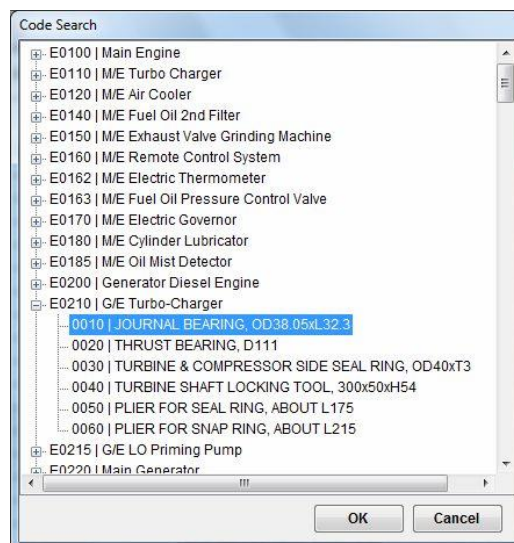 Code Search
E0100 | Main Engine
E0110 | M/E Turbo Charger
E0120 | M/E Air Cooler
E0140 | M/E Fuel Oil 2nd Filter
E0150 | M/E Exhaust Valve Grinding Machine
E0160 | M/E Remote Control System
E0162 | M/E Electric Thermometer
E0163 | M/E Fuel Oil Pressure Control Valve
E0170 | M/E Electric Governor
E0180 | M/E Cylinder Lubricator
E0185 | M/E Oil Mist Detector
E0200 | Generator Diesel Engine
E0210 | G/E Turbo-Charger
0010 | JOURNAL BEARING, OD38.05xL32.3
0020 | THRUST BEARING, D111
0030 | TURBINE & COMPRESSOR SIDE SEAL RING, OD40xT3
0040 | TURBINE SHAFT LOCKING TOOL, 300x50xH54
0050 | PLIER FOR SEAL RING, ABOUT L175
0060 | PLIER FOR SNAP RING, ABOUT L215
E0215 | G/E LO Priming Pump
E0220 | Main Generator
OK
Cancel